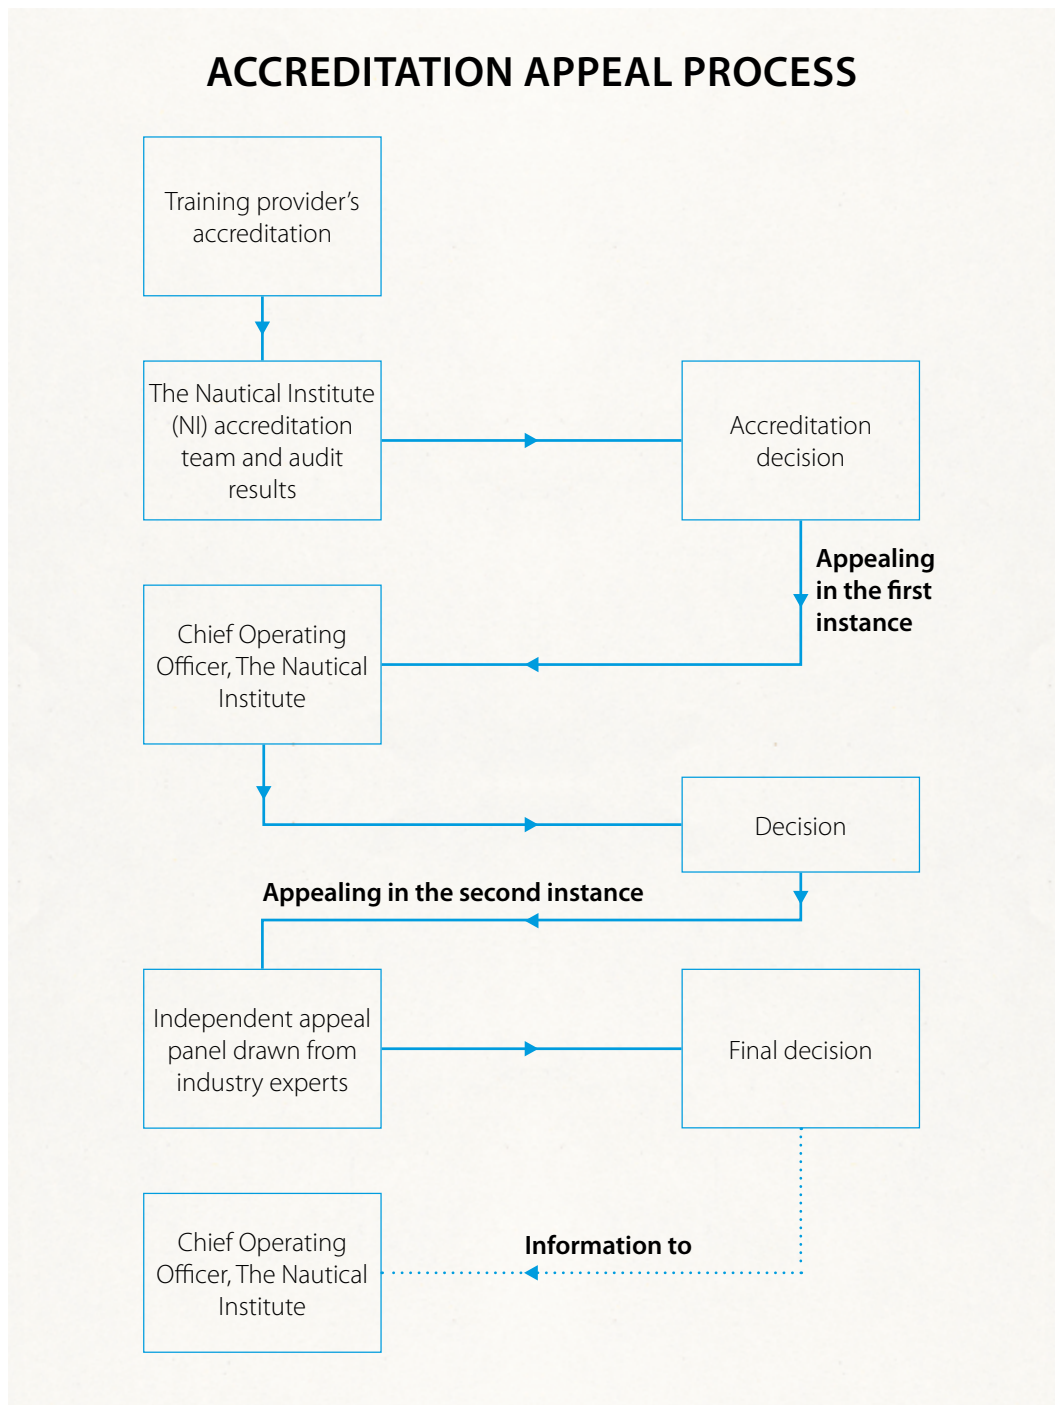 ACCREDITATION APPEAL PROCESS
Training provider’s
accreditation
The Nautical Institute
(NI) accreditation
team and audit
results
Accreditation
decision
Appealing
in the first
instance
Chief Operating
Officer, The Nautical
Institute
Decision
Appealing in the second instance
Independent appeal
panel drawn from
industry experts
Final decision
Information to
Chief Operating
Officer, The Nautical
Institute